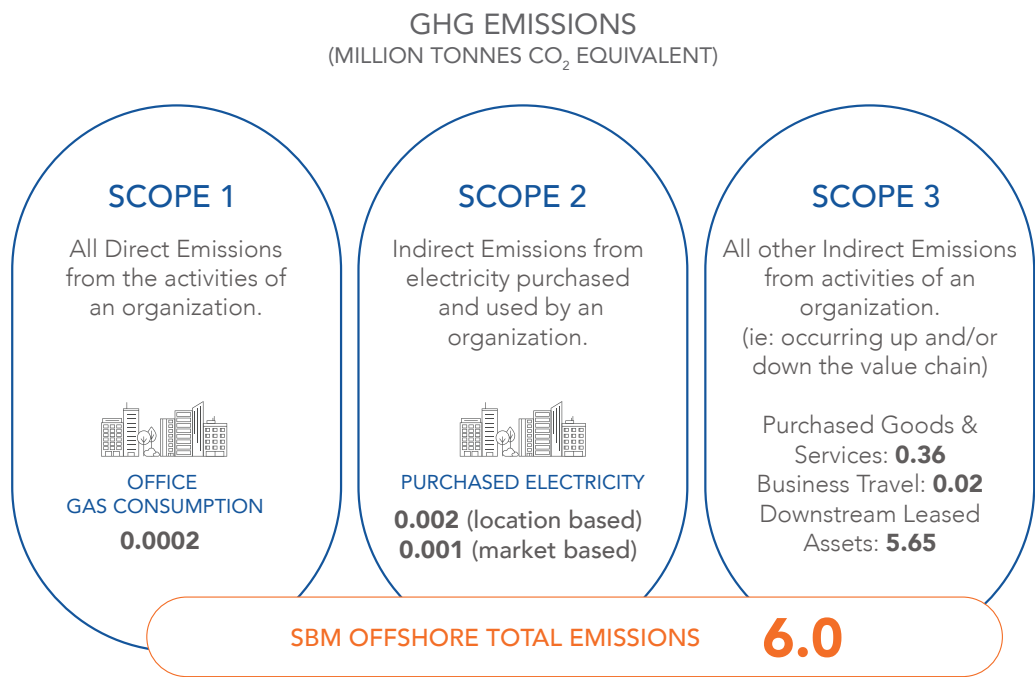 GHG EMISSIONS
(MILLION TONNES CO₂ EQUIVALENT)
SCOPE 1
All Direct Emissions
from the activities of
an organization.
OFFICE
GAS CONSUMPTION
0.0002
SCOPE 2
Indirect Emissions from
electricity purchased
and used by an
organization.
PURCHASED ELECTRICITY
0.002 (location based)
0.001 (market based)
SCOPE 3
All other Indirect Emissions
from activities of an
organization.
(ie: occurring up and/or
down the value chain)
Purchased Goods &
Services: 0.36
Business Travel: 0.02
Downstream Leased
Assets: 5.65
SBM OFFSHORE TOTAL EMISSIONS 6.0